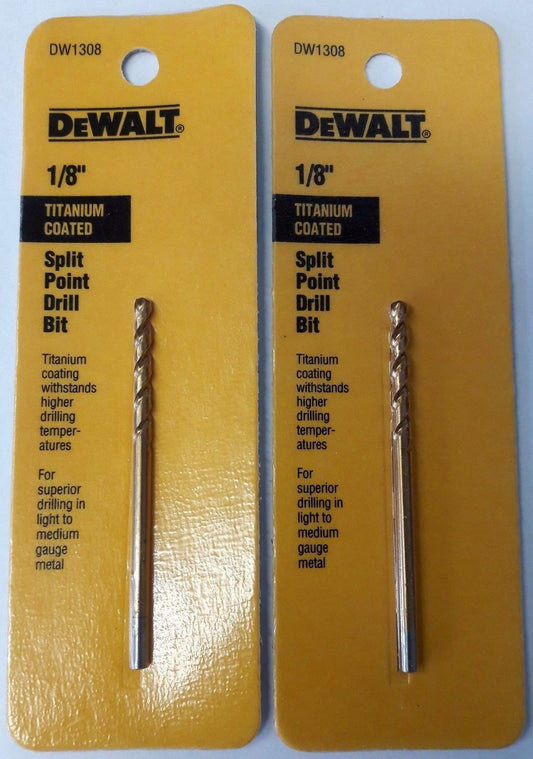 DW1308
DEWALT®
1/8"
TITANIUM
COATED
Split
Point
Drill
Bit
Titanium
coating
withstands
higher
drilling
temper-
atures
For
superior
drilling in
light to
medium
gauge
metal
DW1308
DEWALT®
1/8"
TITANIUM
COATED
Split
Point
Drill
Bit
Titanium
coating
withstands
higher
drilling
temper-
atures
For
superior
drilling in
light to
medium
gauge
metal